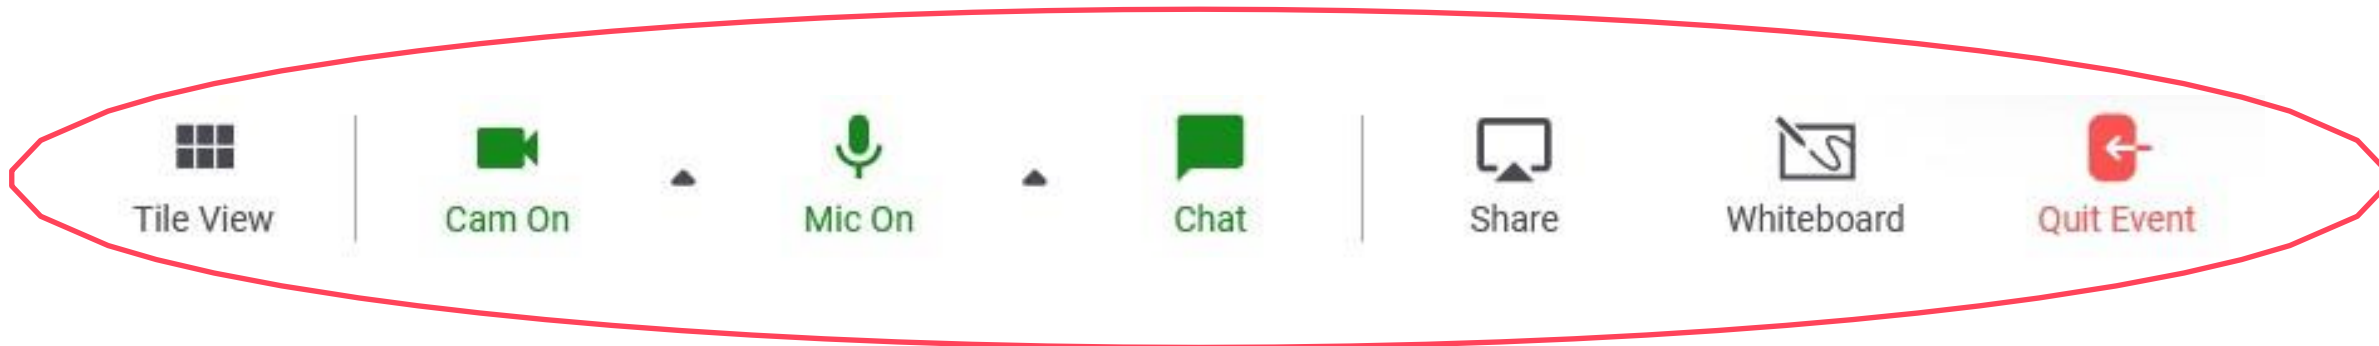 Tile View
Cam On
Mic On
Chat
Share
Whiteboard
Quit Event